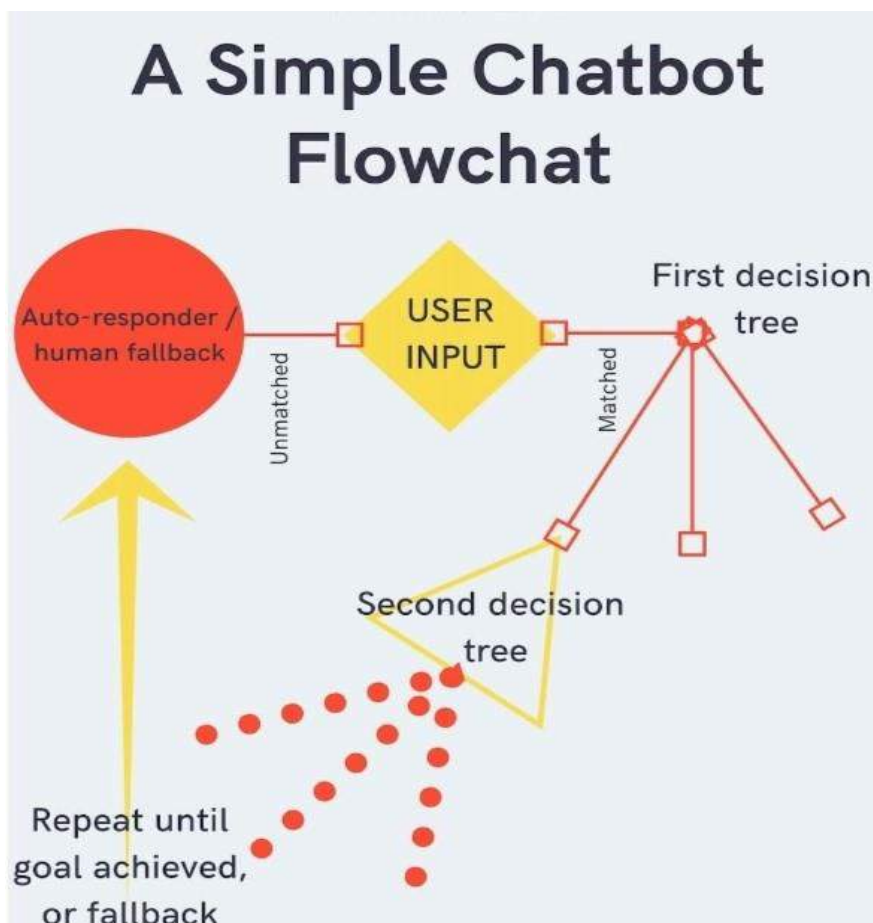 A Simple Chatbot
Flowchat
First decision
tree
Auto-responder /
human fallback
USER
INPUT
Unmatched
Matched
Second decision
tree
Repeat until
goal achieved,
or fallback